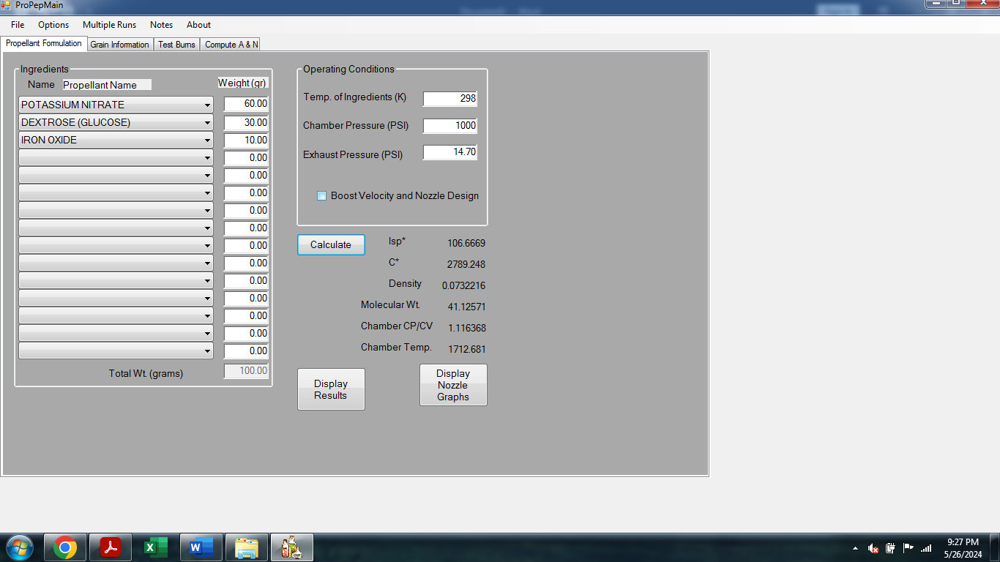 ProPepMain
File Options Multiple Runs Notes About
Propellant Formulation Grain Information Test Burns Compute A & N
Ingredients
Name Propellant Name Weight (gr)
POTASSIUM NITRATE 60.00
DEXTROSE (GLUCOSE) 30.00
IRON OXIDE 10.00
0.00
0.00
0.00
0.00
0.00
0.00
0.00
0.00
0.00
0.00
0.00
0.00
Total Wt. (grams) 100.00
Operating Conditions
Temp. of Ingredients (K) 298
Chamber Pressure (PSI) 1000
Exhaust Pressure (PSI) 14.70
Boost Velocity and Nozzle Design
Calculate
Isp* 106.6669
C* 2789.248
Density 0.0732216
Molecular Wt. 41.12571
Chamber CP/CV 1.116368
Chamber Temp. 1712.681
Display
Results
Display
Nozzle
Graphs
9:27 PM
5/26/2024